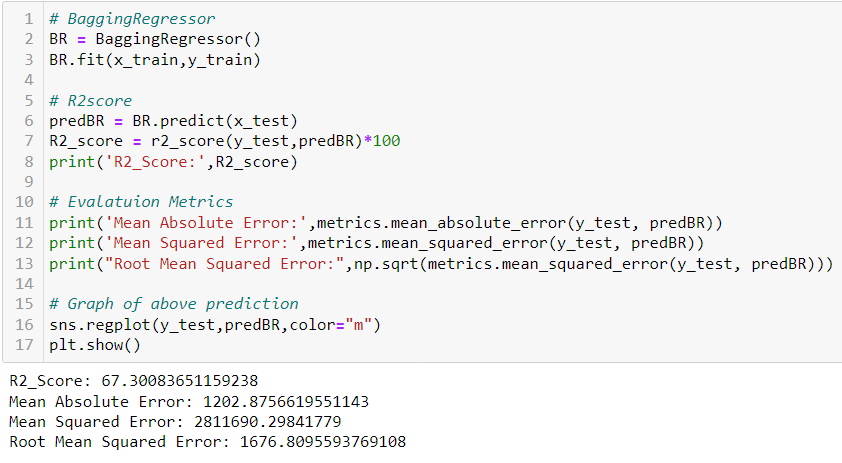 1 # BaggingRegressor
2 BR = BaggingRegressor()
3 BR.fit(x_train,y_train)
4
5 # R2score
6 predBR = BR.predict(x_test)
7 R2_score = r2_score(y_test,predBR)*100
8 print('R2_Score:',R2_score)
9
10 # Evalatuion Metrics
11 print('Mean Absolute Error:',metrics.mean_absolute_error(y_test, predBR))
12 print('Mean Squared Error:',metrics.mean_squared_error(y_test, predBR))
13 print("Root Mean Squared Error:",np.sqrt(metrics.mean_squared_error(y_test, predBR)))
14
15 # Graph of above prediction
16 sns.regplot(y_test,predBR,color="m")
17 plt.show()
R2_Score: 67.30083651159238
Mean Absolute Error: 1202.8756619551143
Mean Squared Error: 2811690.29841779
Root Mean Squared Error: 1676.8095593769108